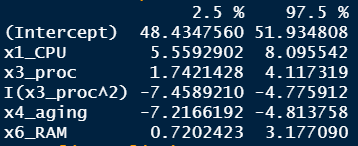 2.5 % 97.5 %
(Intercept) 48.4347560 51.934808
x1_CPU 5.5592902 8.095542
x3_proc 1.7421428 4.117319
I(x3_proc^2) -7.4589210 -4.775912
x4_aging -7.2166192 -4.813758
x6_RAM 0.7202423 3.177090